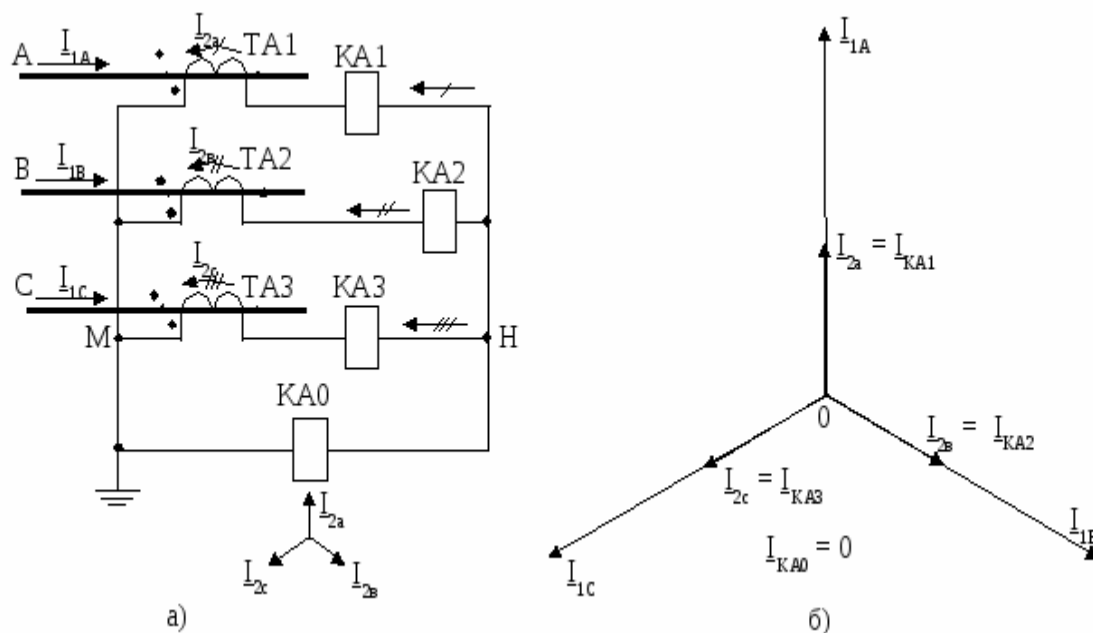 A I1A I2a TA1 KA1
B I1B I2в TA2 KA2
C I1C I2c TA3 KA3
M H
KA0
I2a
I2c I2в
а)
I1A
I2a = IKA1
0
I2в = IKA2
I2c = IKA3
I1B
IKA0 = 0
I1C
б)